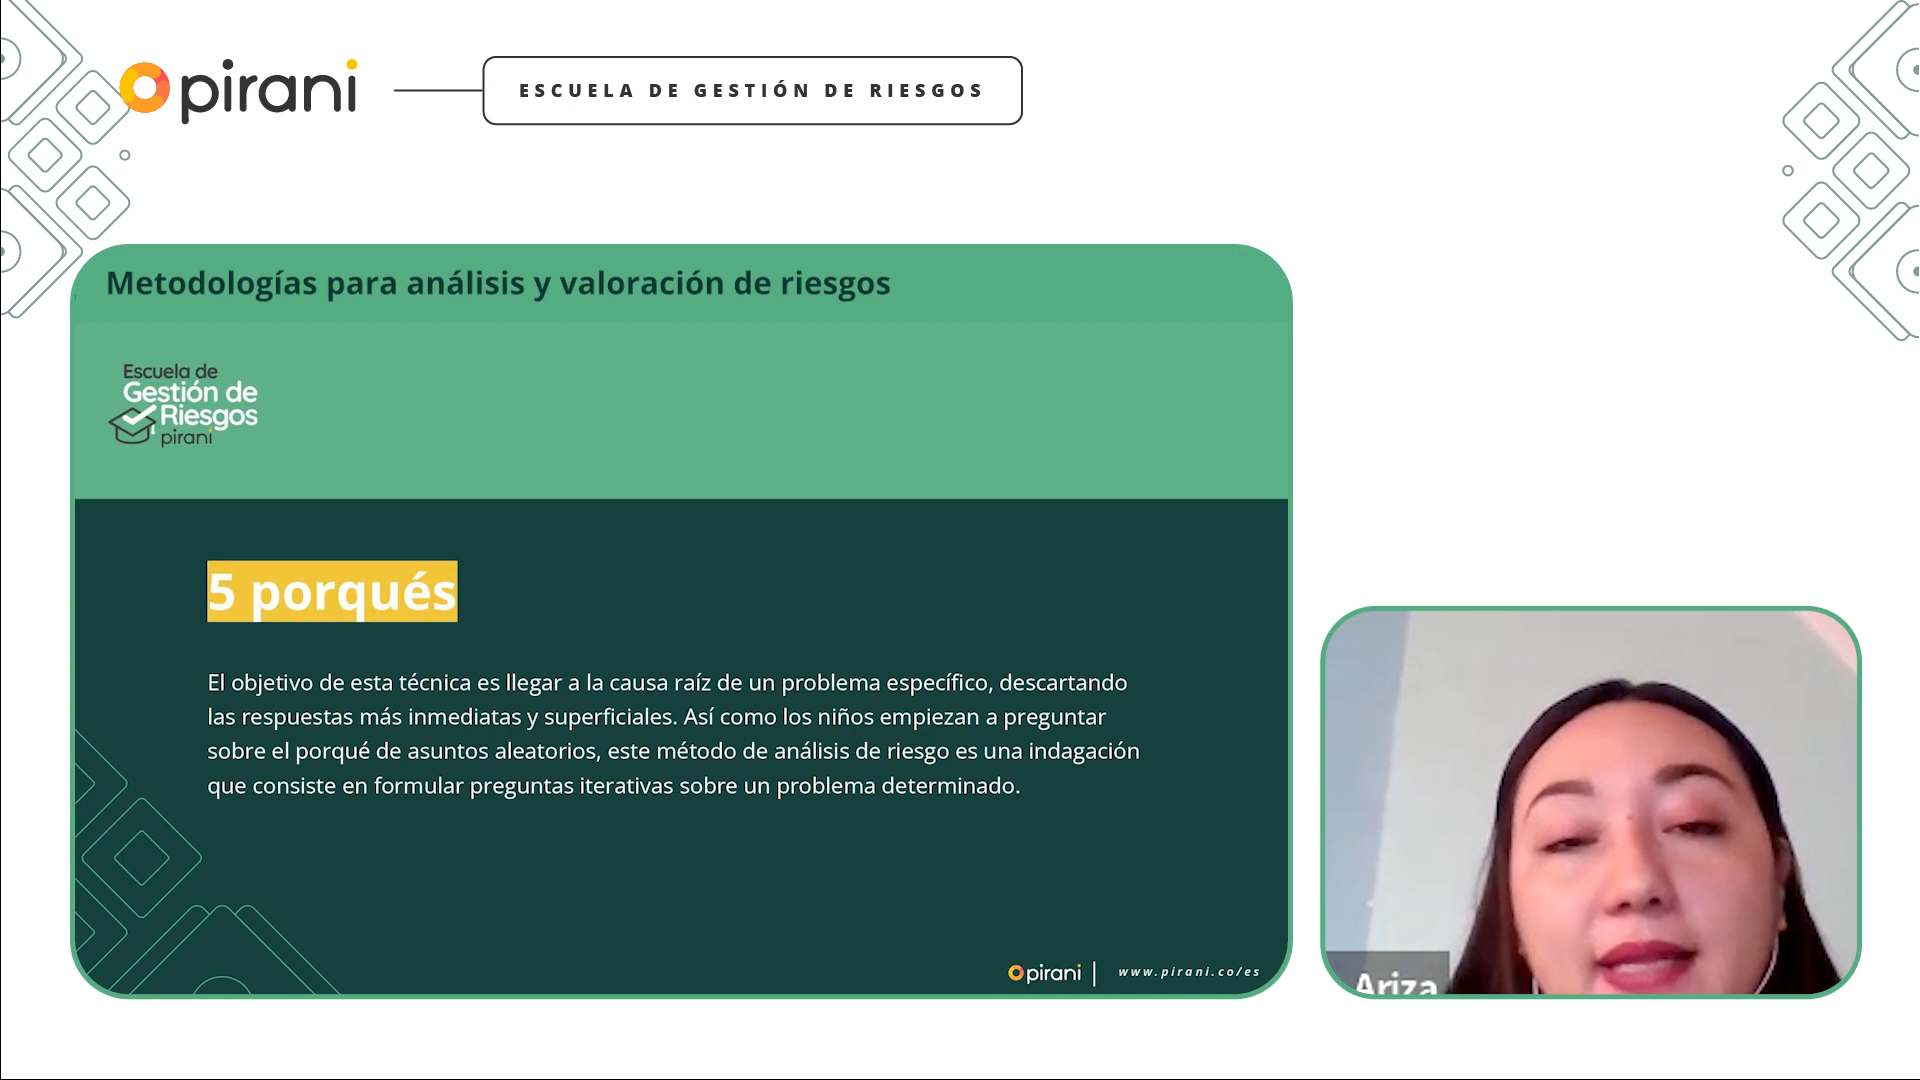 pirani
ESCUELA DE GESTIÓN DE RIESGOS
Metodologías para análisis y valoración de riesgos
Escuela de
Gestión de
Riesgos
pirani
5 porqués
El objetivo de esta técnica es llegar a la causa raíz de un problema específico, descartando
las respuestas más inmediatas y superficiales. Así como los niños empiezan a preguntar
sobre el porqué de asuntos aleatorios, este método de análisis de riesgo es una indagación
que consiste en formular preguntas iterativas sobre un problema determinado.
pirani | www.pirani.co/es
Ariza